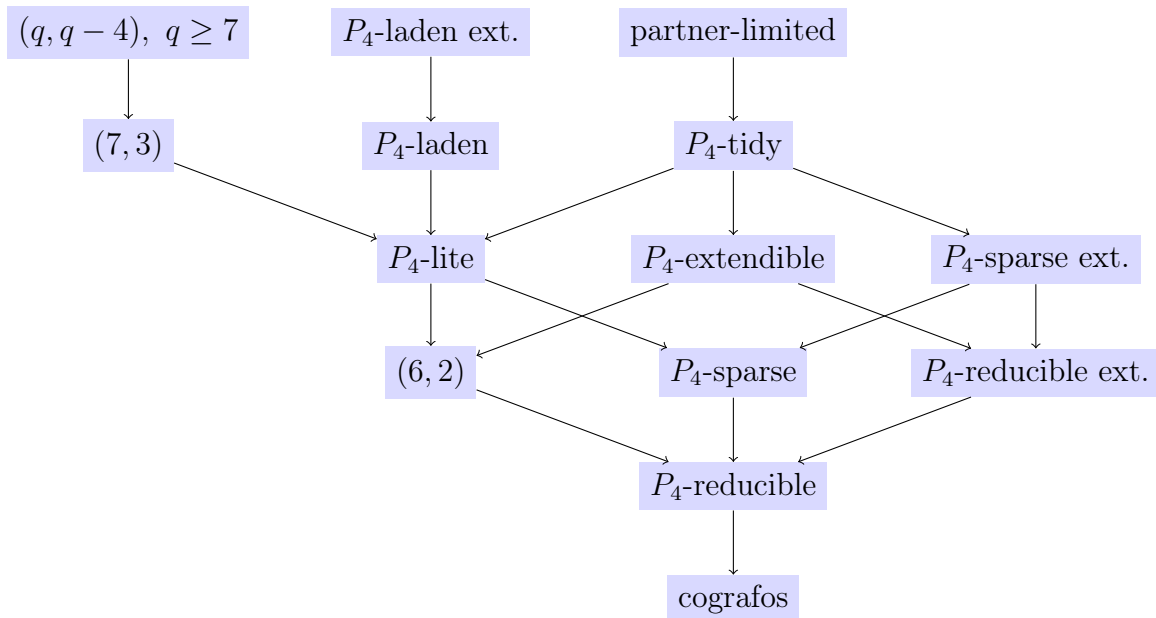 (q, q − 4), q ≥ 7
P₄-laden ext.
partner-limited
(7, 3)
P₄-laden
P₄-tidy
P₄-lite
P₄-extendible
P₄-sparse ext.
(6, 2)
P₄-sparse
P₄-reducible ext.
P₄-reducible
cografos